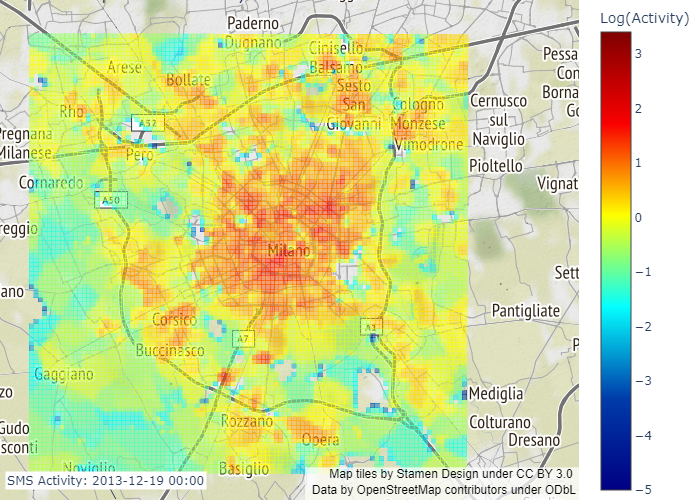 Paderno
Dugnano
Log(Activity)
Cinisello
Balsamo
Arese
Bollate
Sesto
San
Giovanni
Cologno
Monzese
Rho
A52
Pero
Pregnana
Milanese
Cornaredo
Cernusco
sul
Naviglio
Vimodrone
Pioltello
Vignat
Pessa
Con
Borna
Go
A50
reggio
Milano
Sett
ano
Pantigliate
P
Corsico
A7
Buccinasco
Gaggiano
zo
Gudo
sconti
Mediglia
Colturano
Dresano
Rozzano
Opera
Noviglio
Basiglio
3
2
1
0
−1
−2
−3
−4
−5
SMS Activity: 2013-12-19 00:00
Map tiles by Stamen Design under CC BY 3.0
Data by OpenStreetMap contributors under ODbL